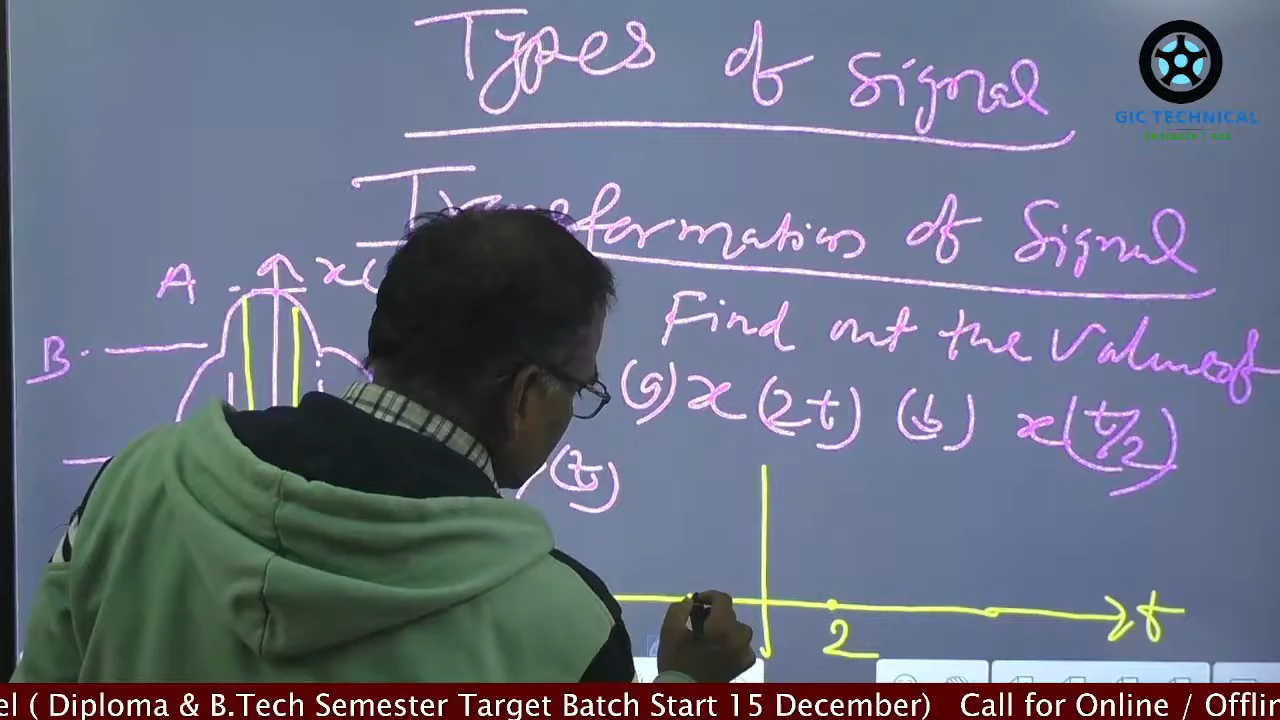 Types of Signal
GIC TECHNICAL
Transformation of Signal
A
x(
B
Find out the value of
(a) x(2t) (b) x(t/2)
(t)
2
t
el ( Diploma & B.Tech Semester Target Batch Start 15 December) Call for Online / Offlin